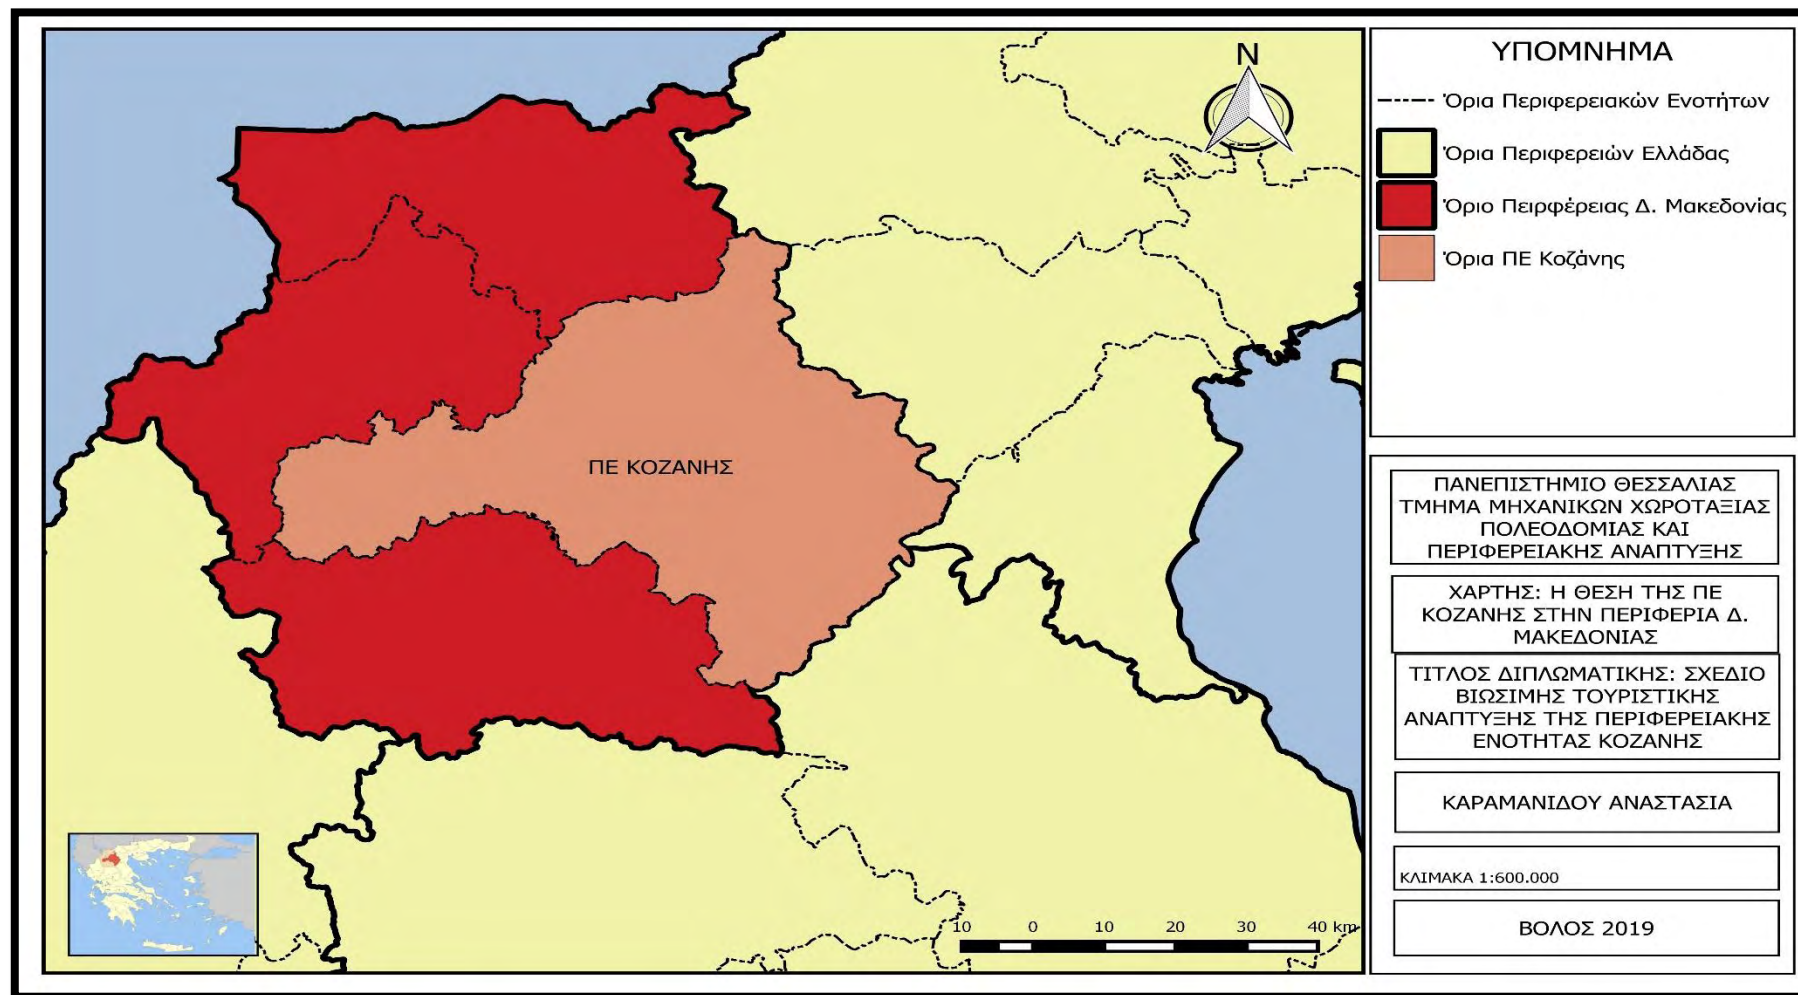 ΠΕ ΚΟΖΑΝΗΣ
N
10 0 10 20 30 40 km
ΥΠΟΜΝΗΜΑ
Όρια Περιφερειακών Ενοτήτων
Όρια Περιφερειών Ελλάδας
Όριο Πειρφέρειας Δ. Μακεδονίας
Όρια ΠΕ Κοζάνης
ΠΑΝΕΠΙΣΤΗΜΙΟ ΘΕΣΣΑΛΙΑΣ
ΤΜΗΜΑ ΜΗΧΑΝΙΚΩΝ ΧΩΡΟΤΑΞΙΑΣ
ΠΟΛΕΟΔΟΜΙΑΣ ΚΑΙ
ΠΕΡΙΦΕΡΕΙΑΚΗΣ ΑΝΑΠΤΥΞΗΣ
ΧΑΡΤΗΣ: Η ΘΕΣΗ ΤΗΣ ΠΕ
ΚΟΖΑΝΗΣ ΣΤΗΝ ΠΕΡΙΦΕΡΙΑ Δ.
ΜΑΚΕΔΟΝΙΑΣ
ΤΙΤΛΟΣ ΔΙΠΛΩΜΑΤΙΚΗΣ: ΣΧΕΔΙΟ
ΒΙΩΣΙΜΗΣ ΤΟΥΡΙΣΤΙΚΗΣ
ΑΝΑΠΤΥΞΗΣ ΤΗΣ ΠΕΡΙΦΕΡΕΙΑΚΗΣ
ΕΝΟΤΗΤΑΣ ΚΟΖΑΝΗΣ
ΚΑΡΑΜΑΝΙΔΟΥ ΑΝΑΣΤΑΣΙΑ
ΚΛΙΜΑΚΑ 1:600.000
ΒΟΛΟΣ 2019